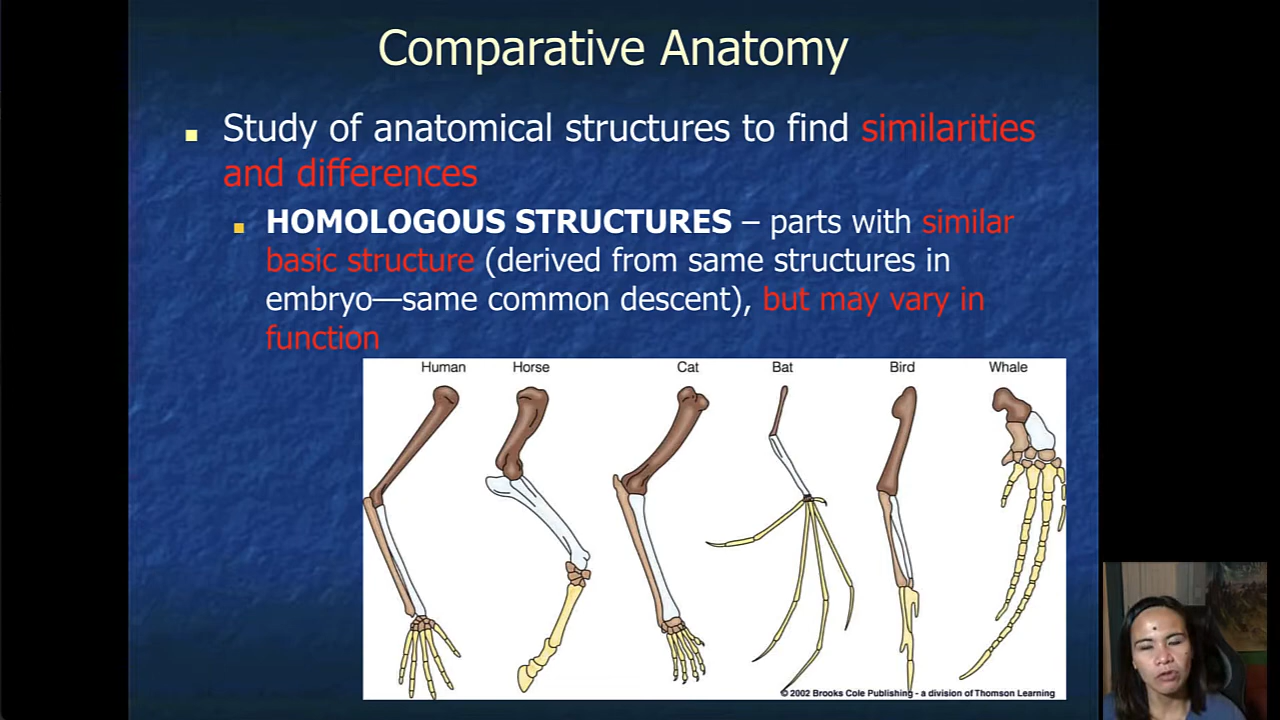 Comparative Anatomy
Study of anatomical structures to find similarities
and differences
HOMOLOGOUS STRUCTURES – parts with similar
basic structure (derived from same structures in
embryo—same common descent), but may vary in
function
Human Horse Cat Bat Bird Whale
© 2002 Brooks Cole Publishing - a division of Thomson Learning